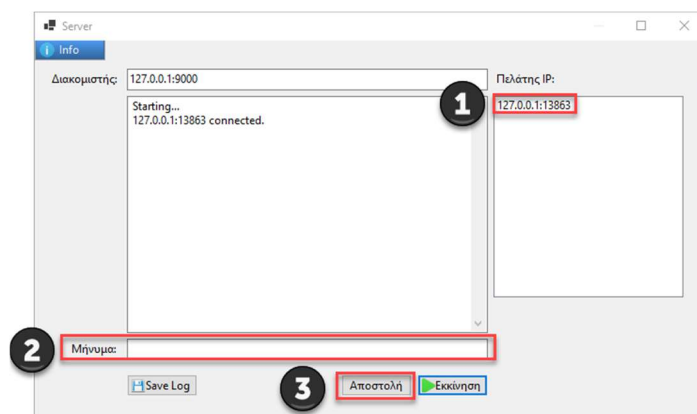 Server
Info
Διακομιστής: 127.0.0.1:9000
Πελάτης IP:
Starting...
127.0.0.1:13863 connected.
1
127.0.0.1:13863
2
Μήνυμα:
Save Log
3
Αποστολή
Εκκίνηση